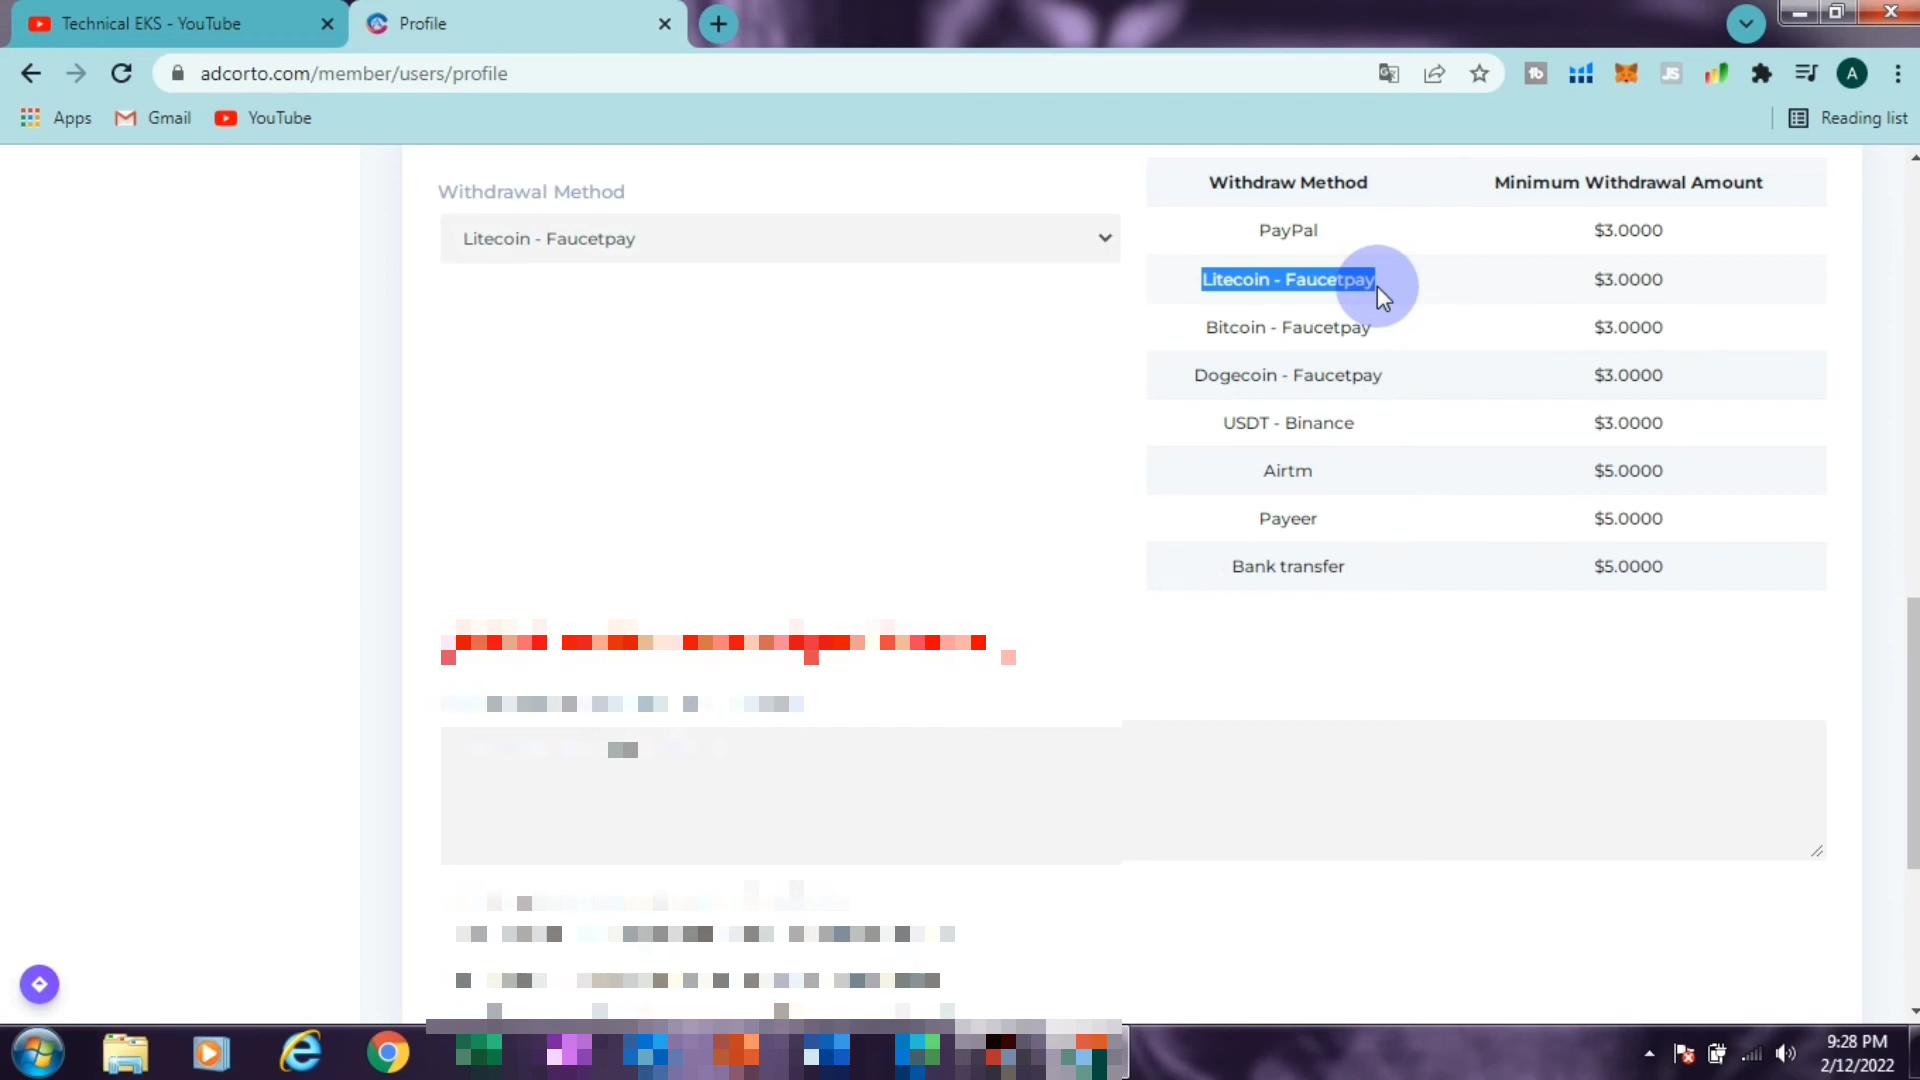 Technical EKS - YouTube
Profile
adcorto.com/member/users/profile
Apps
Gmail
YouTube
Reading list
Withdrawal Method
Litecoin - Faucetpay
Withdraw Method Minimum Withdrawal Amount
PayPal $3.0000
Litecoin - Faucetpay $3.0000
Bitcoin - Faucetpay $3.0000
Dogecoin - Faucetpay $3.0000
USDT - Binance $3.0000
Airtm $5.0000
Payeer $5.0000
Bank transfer $5.0000
9:28 PM
2/12/2022